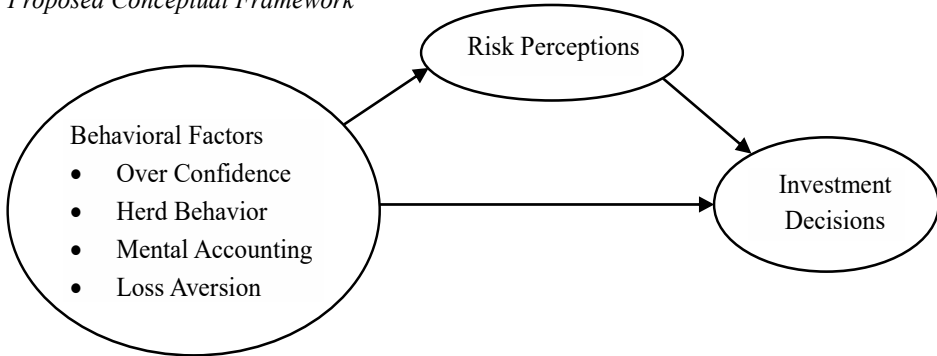 Proposed Conceptual Framework
Risk Perceptions
Behavioral Factors
• Over Confidence
• Herd Behavior
• Mental Accounting
• Loss Aversion
Investment
Decisions